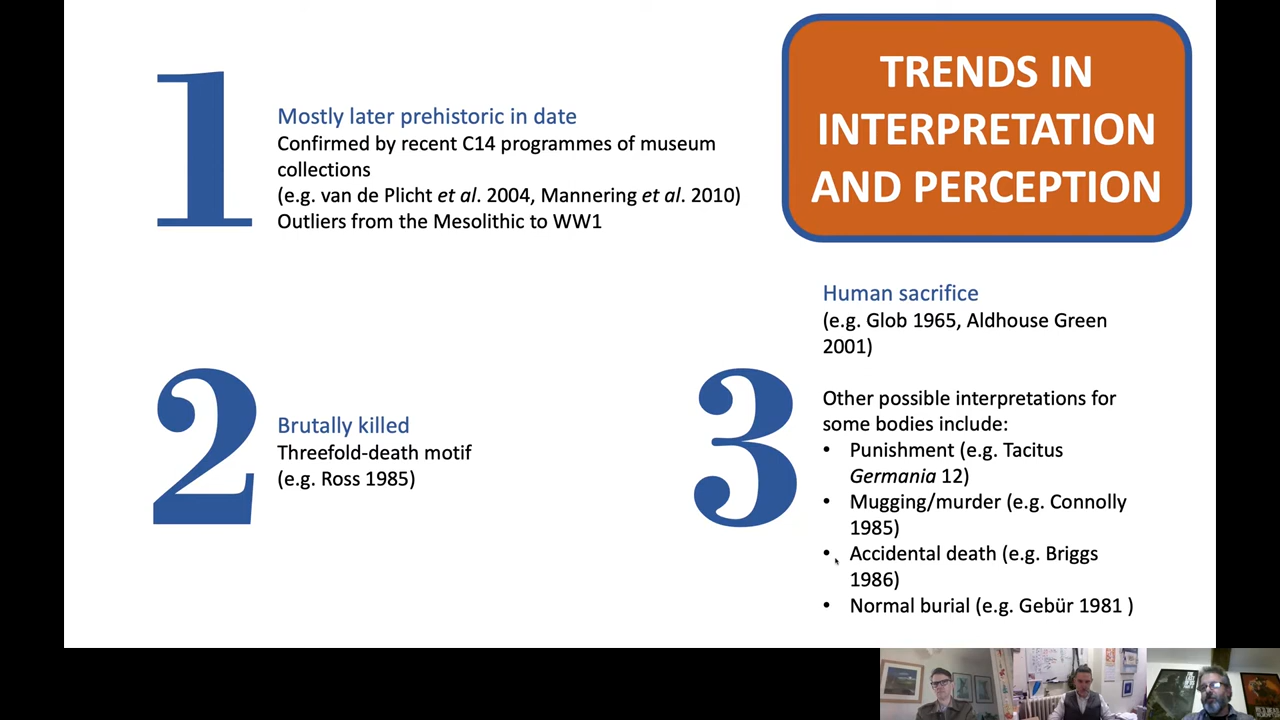 TRENDS IN
INTERPRETATION
AND PERCEPTION
1
Mostly later prehistoric in date
Confirmed by recent C14 programmes of museum
collections
(e.g. van de Plicht et al. 2004, Mannering et al. 2010)
Outliers from the Mesolithic to WW1
2
Brutally killed
Threefold-death motif
(e.g. Ross 1985)
3
Human sacrifice
(e.g. Glob 1965, Aldhouse Green
2001)
Other possible interpretations for
some bodies include:
• Punishment (e.g. Tacitus
Germania 12)
• Mugging/murder (e.g. Connolly
1985)
• Accidental death (e.g. Briggs
1986)
• Normal burial (e.g. Gebür 1981 )